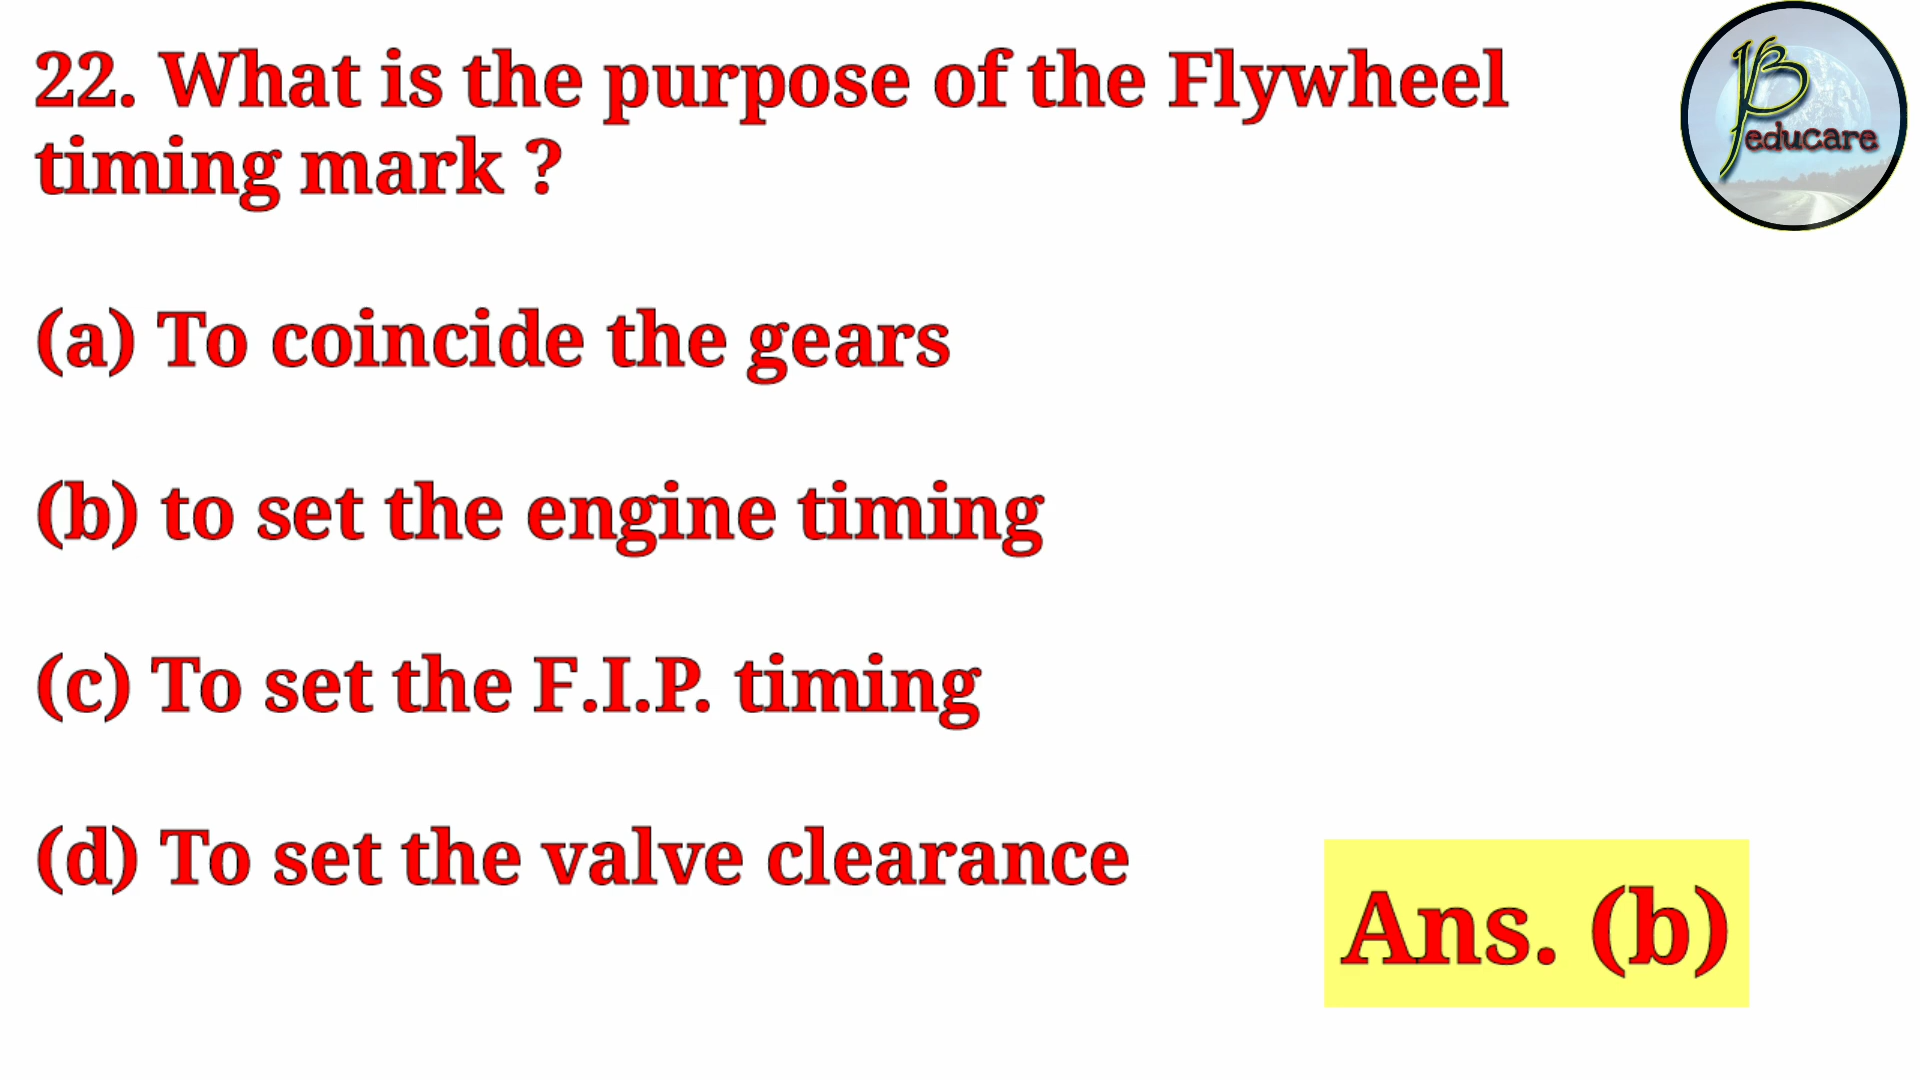 22. What is the purpose of the Flywheel
timing mark ?
educare
(a) To coincide the gears
(b) to set the engine timing
(c) To set the F.I.P. timing
(d) To set the valve clearance
Ans. (b)